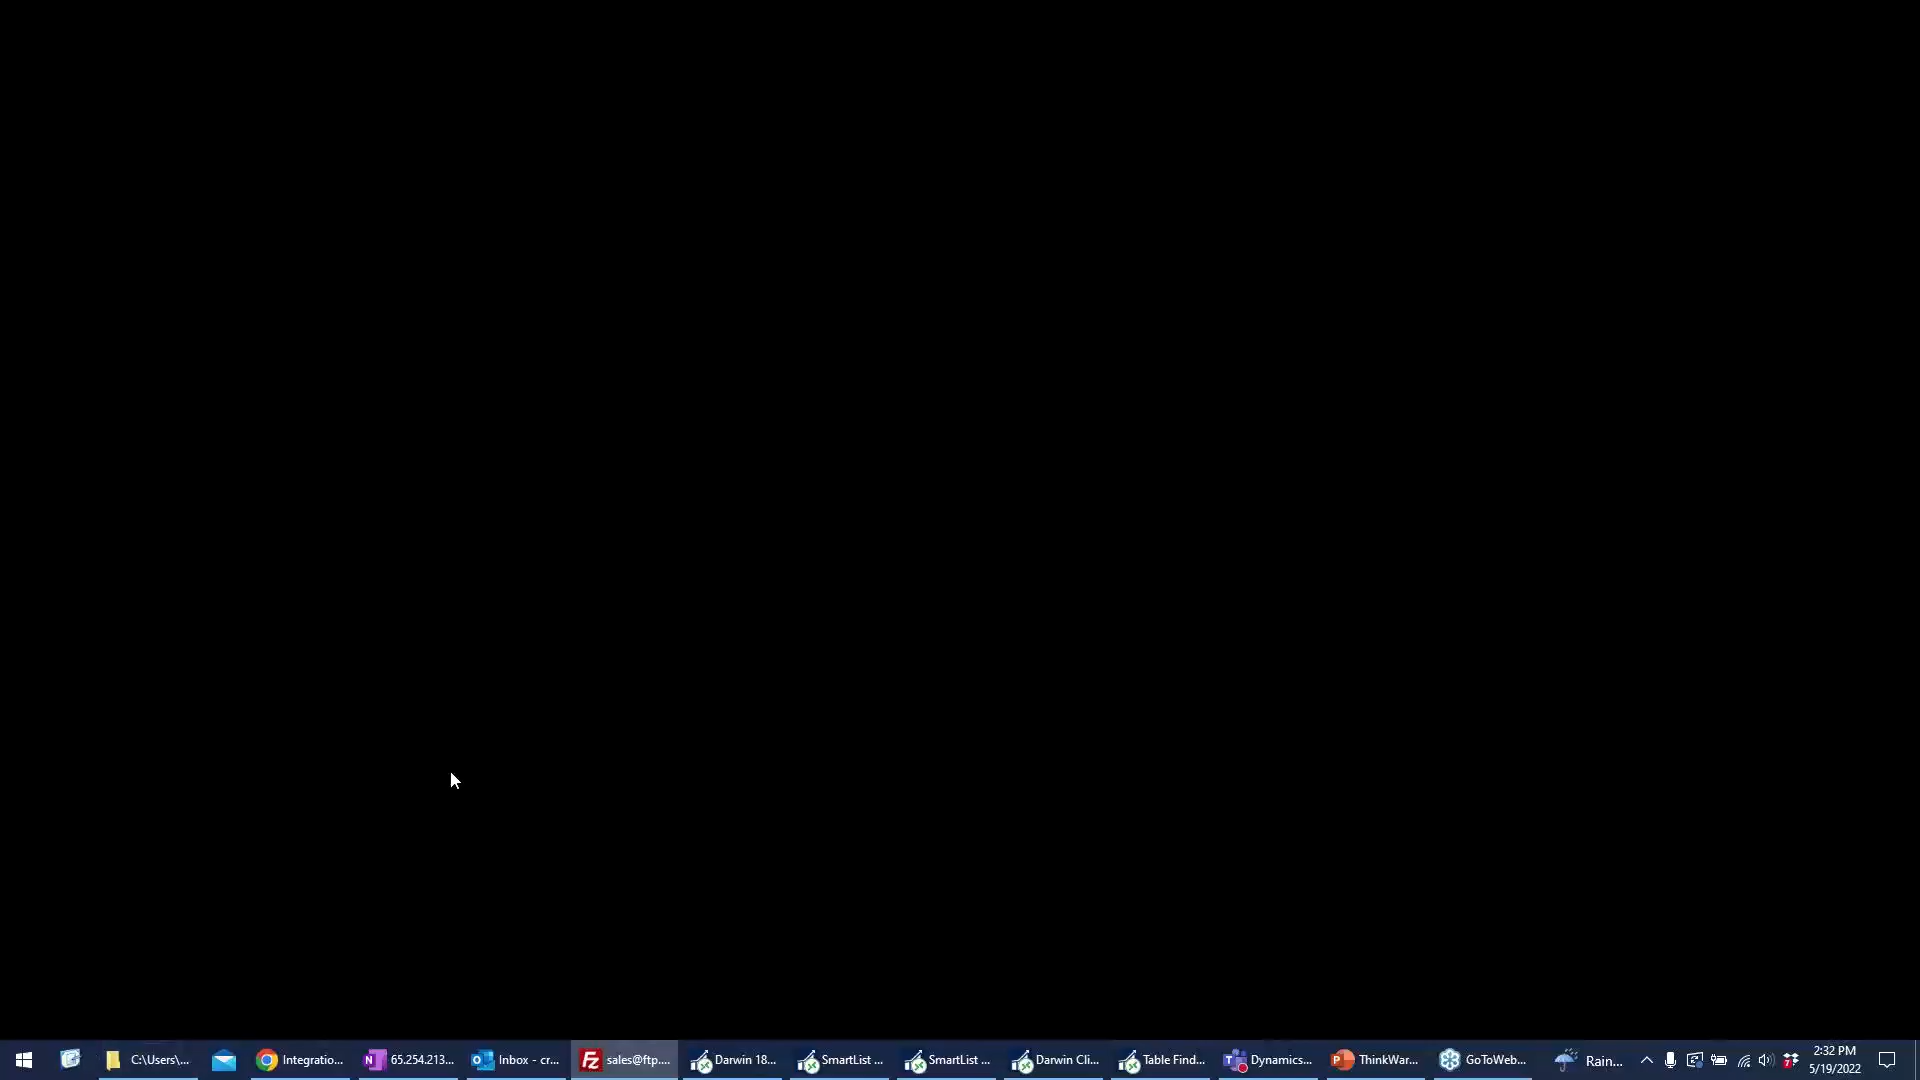 C:\Users\...
Integratio...
65.254.213...
Inbox - cr...
sales@ftp....
Darwin 18...
SmartList ...
SmartList ...
Darwin Cli...
Table Find...
Dynamics...
ThinkWar...
GoToWeb...
Rain...
2:32 PM
5/19/2022